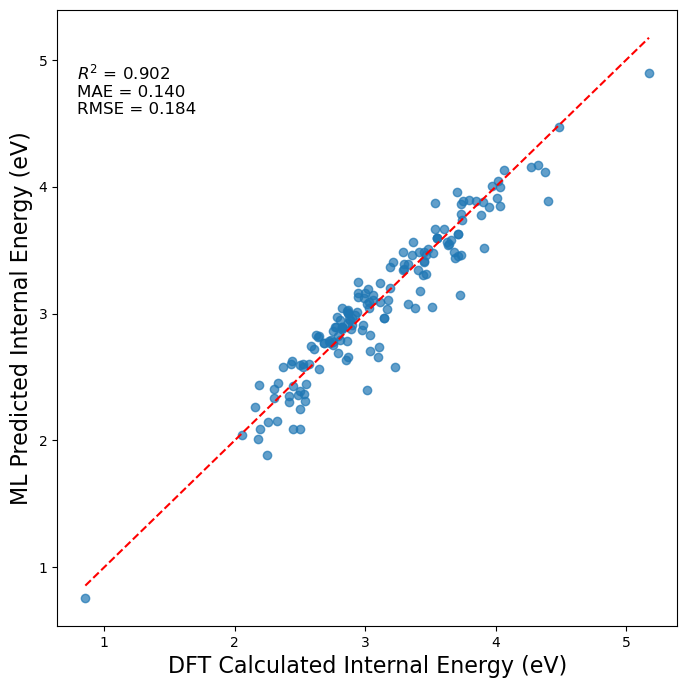 R² = 0.902
MAE = 0.140
RMSE = 0.184
5
4
3
2
1
ML Predicted Internal Energy (eV)
1 2 3 4 5
DFT Calculated Internal Energy (eV)